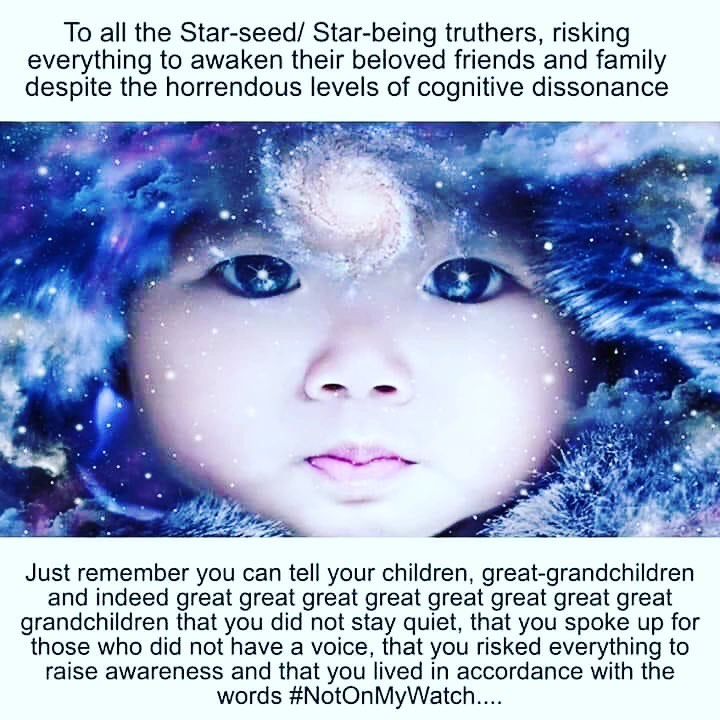 To all the Star-seed/ Star-being truthers, risking
everything to awaken their beloved friends and family
despite the horrendous levels of cognitive dissonance
Just remember you can tell your children, great-grandchildren
and indeed great great great great great great great great
grandchildren that you did not stay quiet, that you spoke up for
those who did not have a voice, that you risked everything to
raise awareness and that you lived in accordance with the
words #NotOnMyWatch....